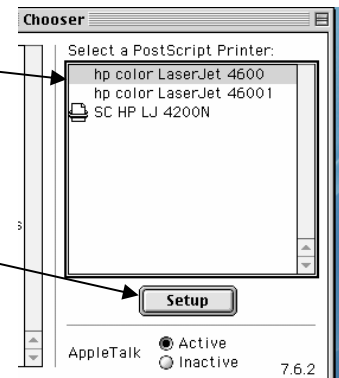 Chooser
Select a PostScript Printer:
hp color LaserJet 4600
hp color LaserJet 46001
SC HP LJ 4200N
s
Setup
AppleTalk
Active
Inactive
7.6.2